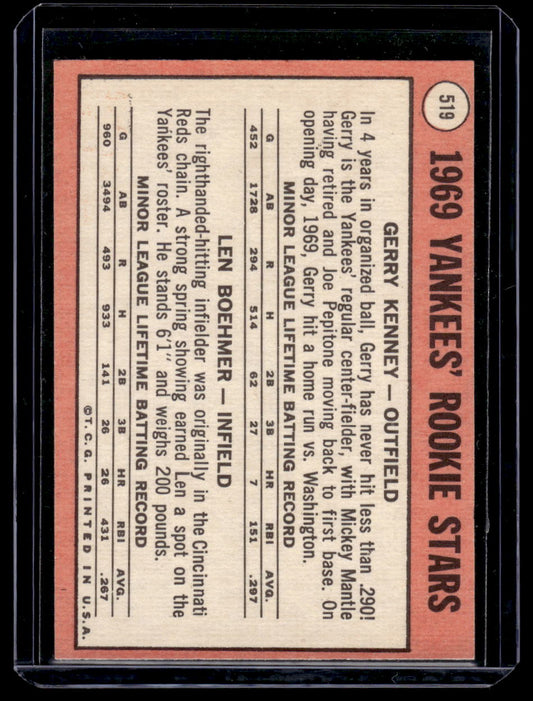 519
1969 YANKEES' ROOKIE STARS
GERRY KENNEY — OUTFIELD
In 4 years in organized ball, Gerry has never hit less than .290!
Gerry is the Yankees' regular center-fielder, with Mickey Mantle
having retired and Joe Pepitone moving back to first base. On
opening day, 1969, Gerry hit a home run vs. Washington.
MINOR LEAGUE LIFETIME BATTING RECORD
G AB R H 2B 3B HR RBI AVG.
452 1728 294 514 62 27 7 151 .297
LEN BOEHMER — INFIELD
The righthanded-hitting infielder was originally in the Cincinnati
Reds chain. A strong spring showing earned Len a spot on the
Yankees' roster. He stands 6'1" and weighs 200 pounds.
MINOR LEAGUE LIFETIME BATTING RECORD
G AB R H 2B 3B HR RBI AVG.
960 3494 493 933 141 26 26 431 .267
©T.C.G. PRINTED IN U.S.A.